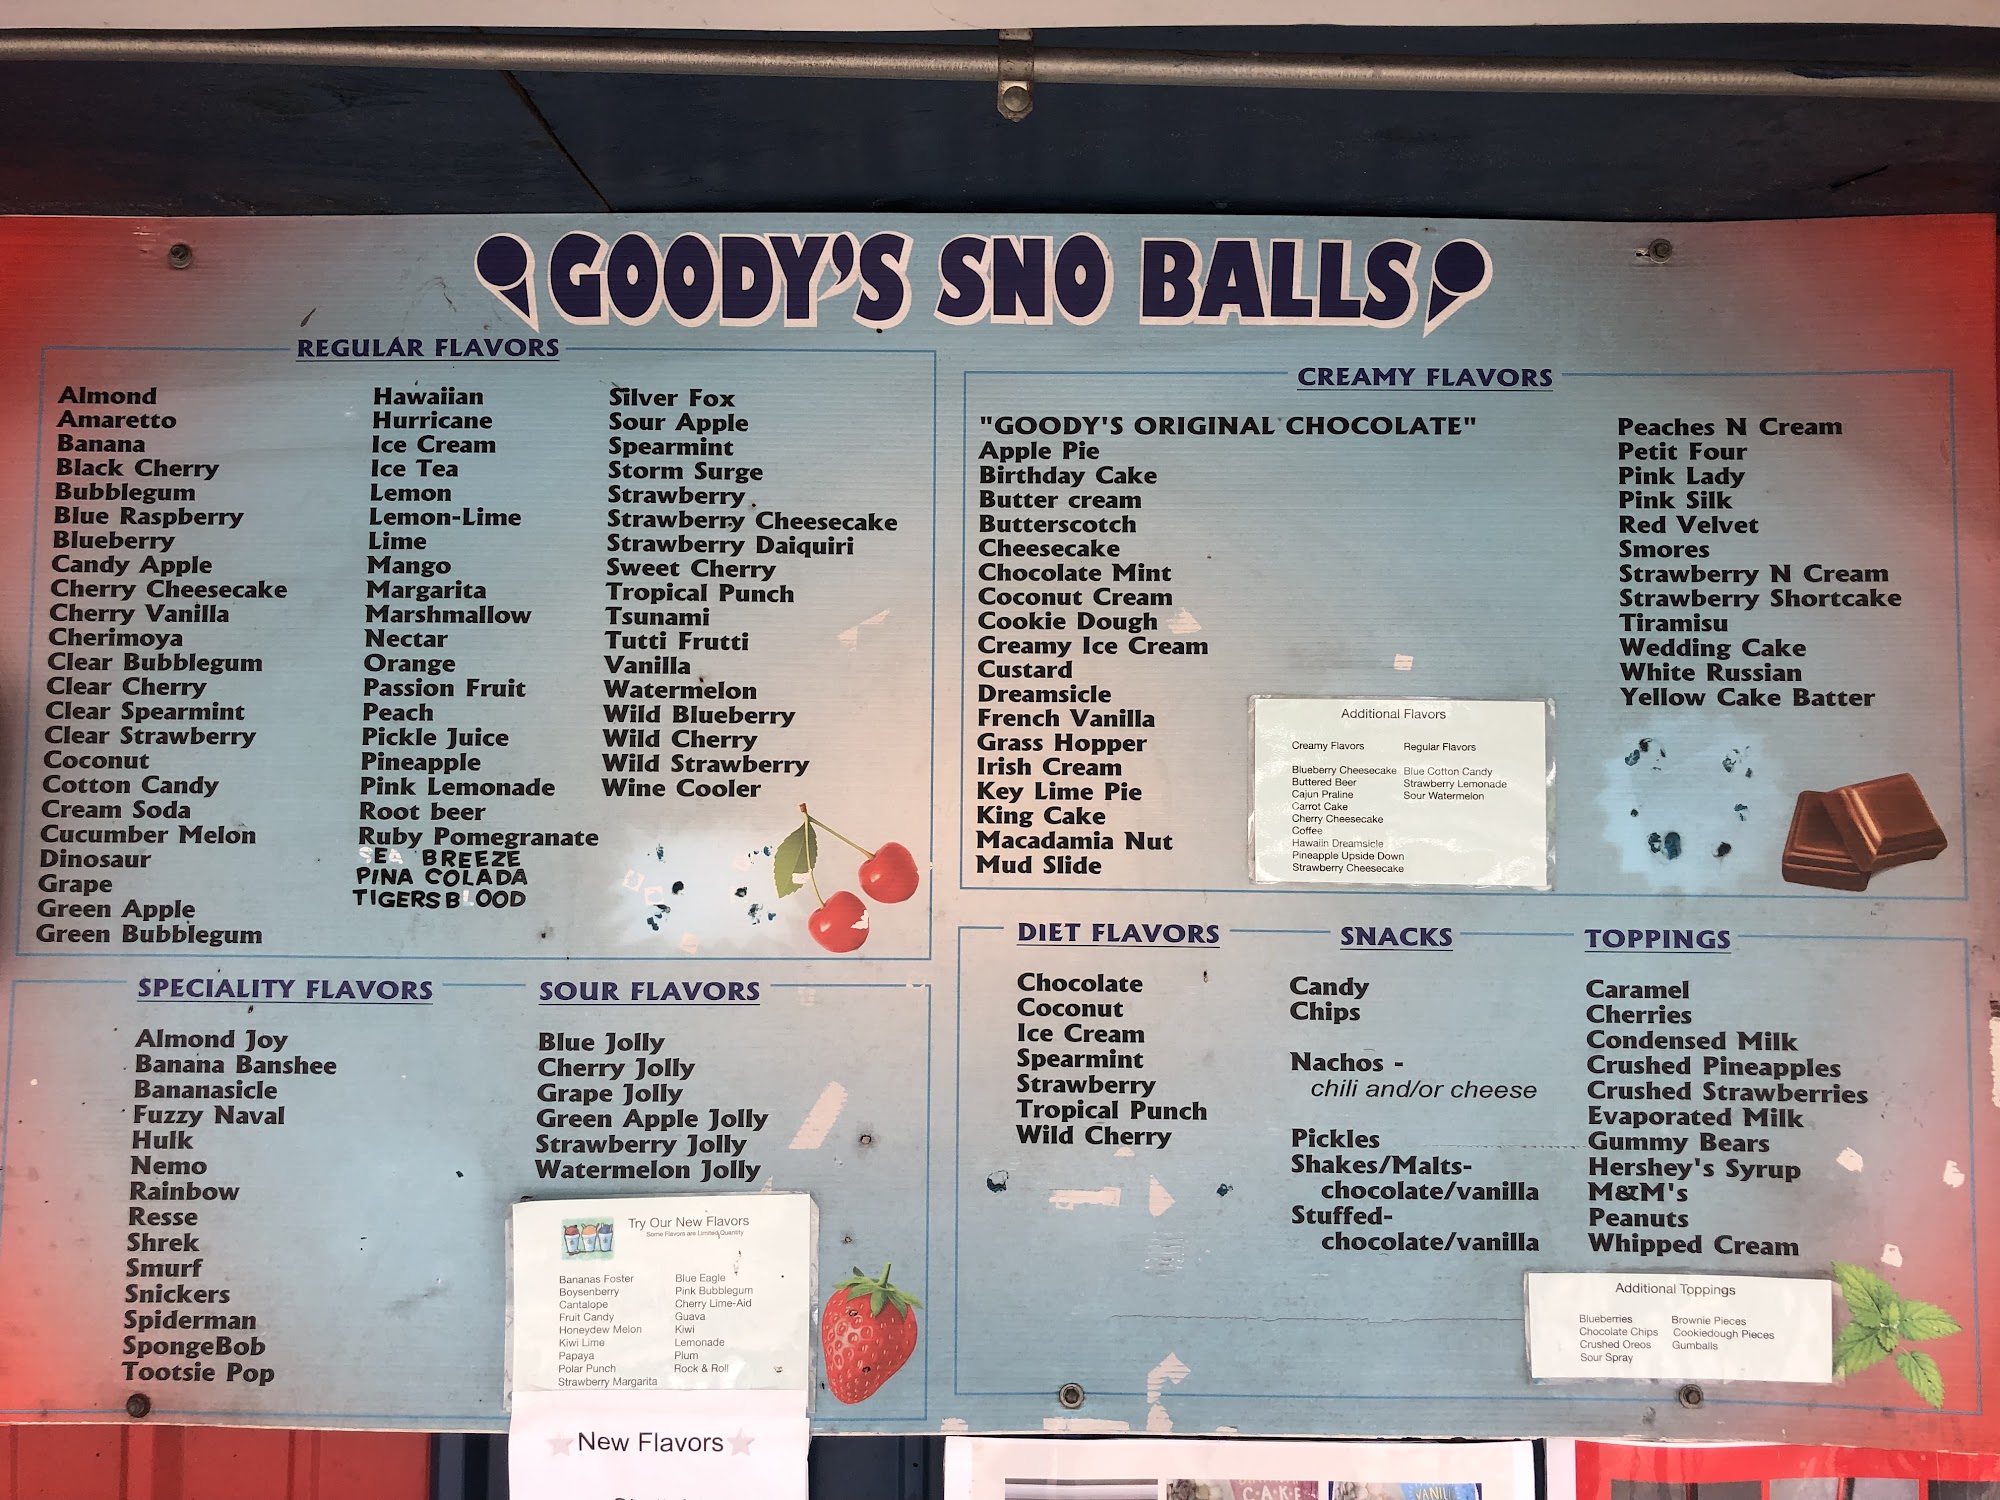 GOODY'S SNO BALLS
REGULAR FLAVORS
Almond
Amaretto
Banana
Black Cherry
Bubblegum
Blue Raspberry
Blueberry
Candy Apple
Cherry Cheesecake
Cherry Vanilla
Cherimoya
Clear Bubblegum
Clear Cherry
Clear Spearmint
Clear Strawberry
Coconut
Cotton Candy
Cream Soda
Cucumber Melon
Dinosaur
Grape
Green Apple
Green Bubblegum
Hawaiian
Hurricane
Ice Cream
Ice Tea
Lemon
Lemon-Lime
Lime
Mango
Margarita
Marshmallow
Nectar
Orange
Passion Fruit
Peach
Pickle Juice
Pineapple
Pink Lemonade
Root beer
Ruby Pomegranate
SEA BREEZE
PINA COLADA
TIGERS BLOOD
Silver Fox
Sour Apple
Spearmint
Storm Surge
Strawberry
Strawberry Cheesecake
Strawberry Daiquiri
Sweet Cherry
Tropical Punch
Tsunami
Tutti Frutti
Vanilla
Watermelon
Wild Blueberry
Wild Cherry
Wild Strawberry
Wine Cooler
CREAMY FLAVORS
"GOODY'S ORIGINAL CHOCOLATE"
Apple Pie
Birthday Cake
Butter cream
Butterscotch
Cheesecake
Chocolate Mint
Coconut Cream
Cookie Dough
Creamy Ice Cream
Custard
Dreamsicle
French Vanilla
Grass Hopper
Irish Cream
Key Lime Pie
King Cake
Macadamia Nut
Mud Slide
Peaches N Cream
Petit Four
Pink Lady
Pink Silk
Red Velvet
Smores
Strawberry N Cream
Strawberry Shortcake
Tiramisu
Wedding Cake
White Russian
Yellow Cake Batter
Additional Flavors
Creamy Flavors
Blueberry Cheesecake
Buttered Beer
Cajun Praline
Carrot Cake
Cherry Cheesecake
Coffee
Hawaiin Dreamsicle
Pineapple Upside Down
Strawberry Cheesecake
Regular Flavors
Blue Cotton Candy
Strawberry Lemonade
Sour Watermelon
SPECIALITY FLAVORS
Almond Joy
Banana Banshee
Bananasicle
Fuzzy Naval
Hulk
Nemo
Rainbow
Resse
Shrek
Smurf
Snickers
Spiderman
SpongeBob
Tootsie Pop
SOUR FLAVORS
Blue Jolly
Cherry Jolly
Grape Jolly
Green Apple Jolly
Strawberry Jolly
Watermelon Jolly
Try Our New Flavors
Some Flavors are Limited Quantity
Bananas Foster
Boysenberry
Cantalope
Fruit Candy
Honeydew Melon
Kiwi Lime
Papaya
Polar Punch
Strawberry Margarita
Blue Eagle
Pink Bubblegum
Cherry Lime-Aid
Guava
Kiwi
Lemonade
Plum
Rock & Roll
New Flavors
DIET FLAVORS
Chocolate
Coconut
Ice Cream
Spearmint
Strawberry
Tropical Punch
Wild Cherry
SNACKS
Candy
Chips
Nachos -
chili and/or cheese
Pickles
Shakes/Malts-
chocolate/vanilla
Stuffed-
chocolate/vanilla
TOPPINGS
Caramel
Cherries
Condensed Milk
Crushed Pineapples
Crushed Strawberries
Evaporated Milk
Gummy Bears
Hershey's Syrup
M&M's
Peanuts
Whipped Cream
Additional Toppings
Blueberries
Chocolate Chips
Crushed Oreos
Sour Spray
Brownie Pieces
Cookiedough Pieces
Gumballs
CAKE